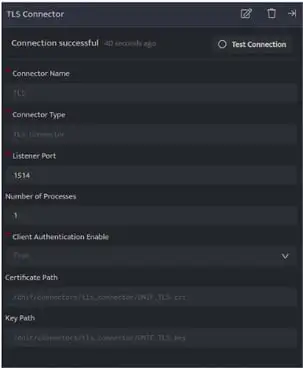 TLS Connector
Connection successful 40 seconds ago
Test Connection
* Connector Name
TLS
* Connector Type
TLS Connector
* Listener Port
1514
Number of Processes
1
* Client Authentication Enable
Certificate Path
/dnif/connectors/tls_connector/DNIF_TLS.crt
Key Path
/dnif/connectors/tls_connector/DNIF_TLS.key